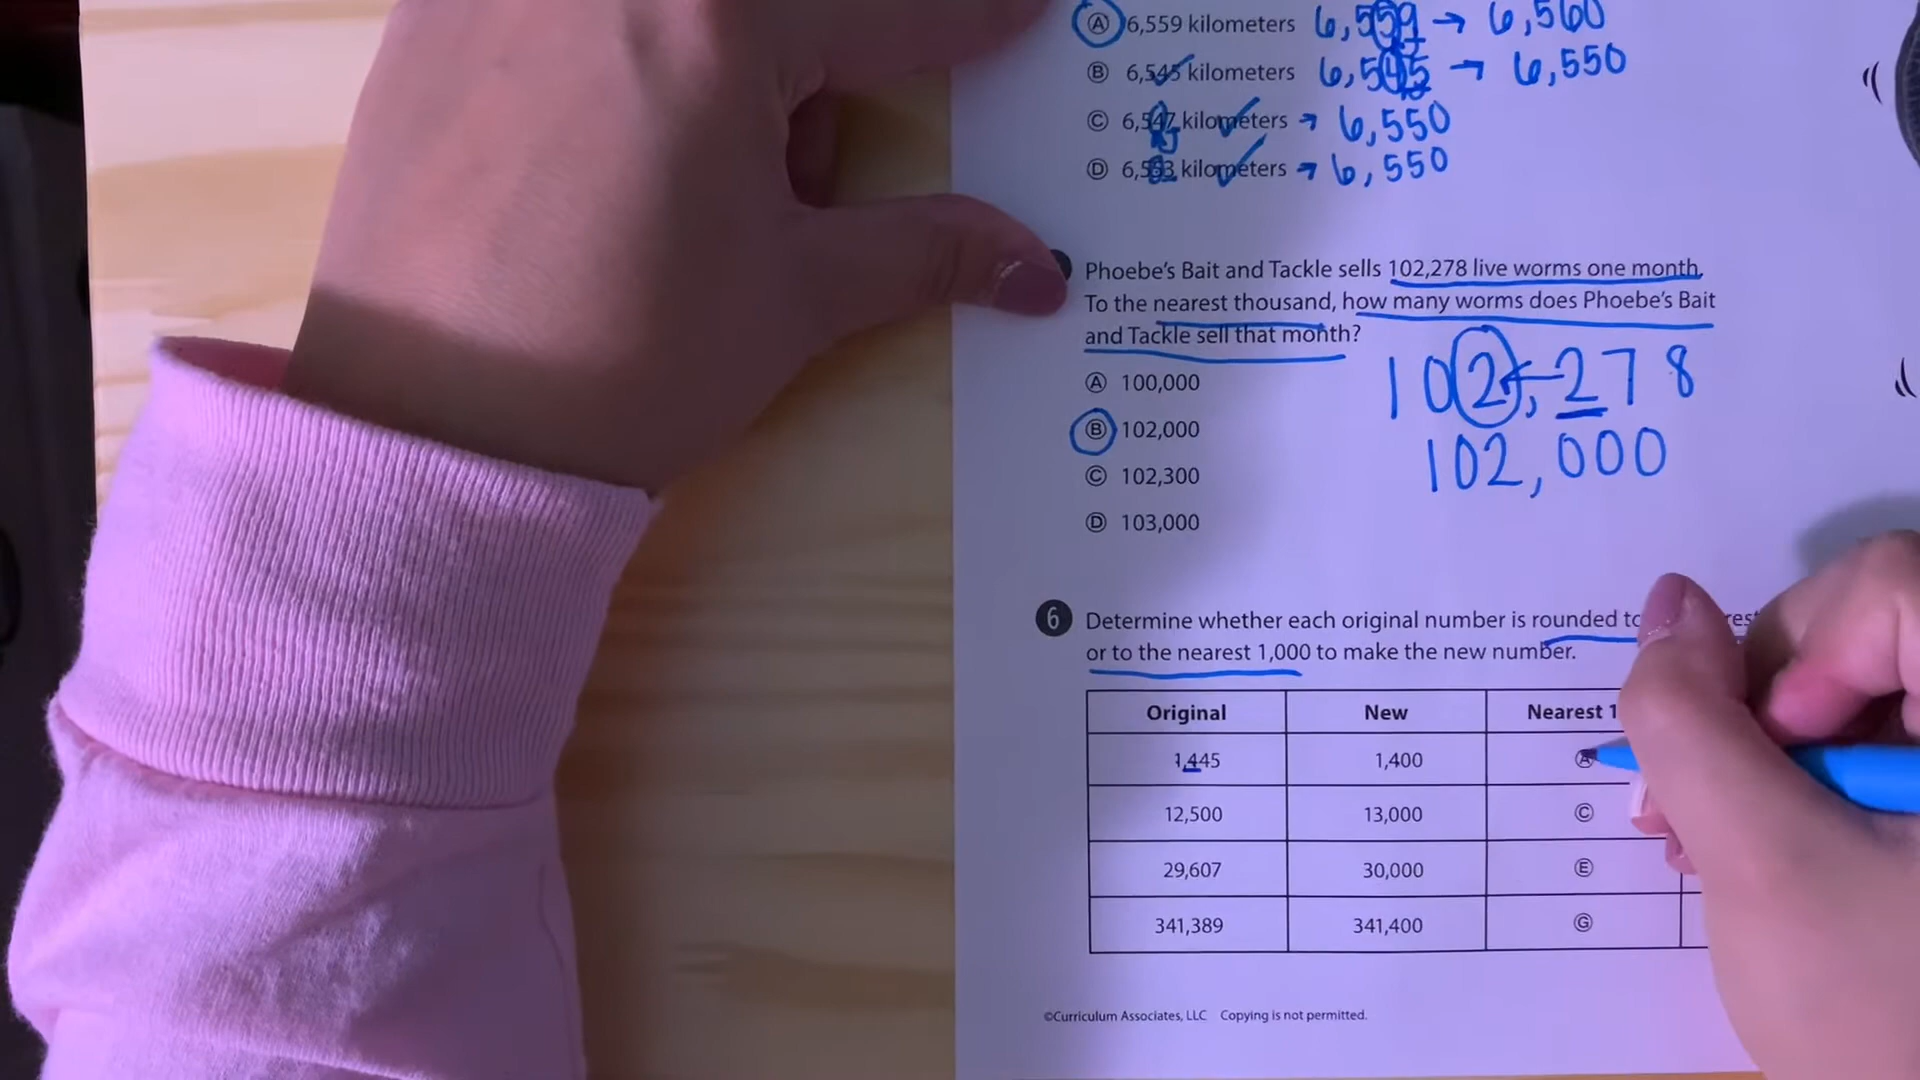 Ⓐ 6,559 kilometers 6,559 → 6,560
Ⓑ 6,545 kilometers 6,545 → 6,550
Ⓒ 6,547 kilometers → 6,550
Ⓓ 6,553 kilometers → 6,550
Phoebe's Bait and Tackle sells 102,278 live worms one month.
To the nearest thousand, how many worms does Phoebe's Bait
and Tackle sell that month?
102,278
Ⓐ 100,000
Ⓑ 102,000
102,000
Ⓒ 102,300
Ⓓ 103,000
6 Determine whether each original number is rounded
or to the nearest 1,000 to make the new number.
Original New Nearest
1,445 1,400 Ⓐ
12,500 13,000 Ⓒ
29,607 30,000 Ⓔ
341,389 341,400 Ⓖ
©Curriculum Associates, LLC Copying is not permitted.